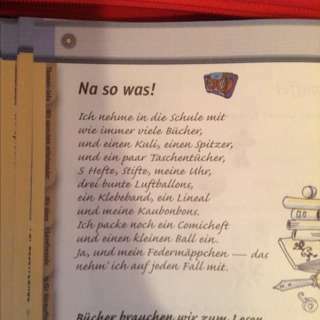 Na so was!
Ich nehme in die Schule mit
wie immer viele Bücher,
und einen Kuli, einen Spitzer,
und ein paar Taschentücher,
5 Hefte, Stifte, meine Uhr,
drei bunte Luftballons,
ein Klebeband, ein Lineal
und meine Kaubonbons.
Ich packe noch ein Comicheft
und einen kleinen Ball ein.
Ja, und mein Federmäppchen — das
nehm' ich auf jeden Fall mit.
Bücher brauchen wir zum Lesen